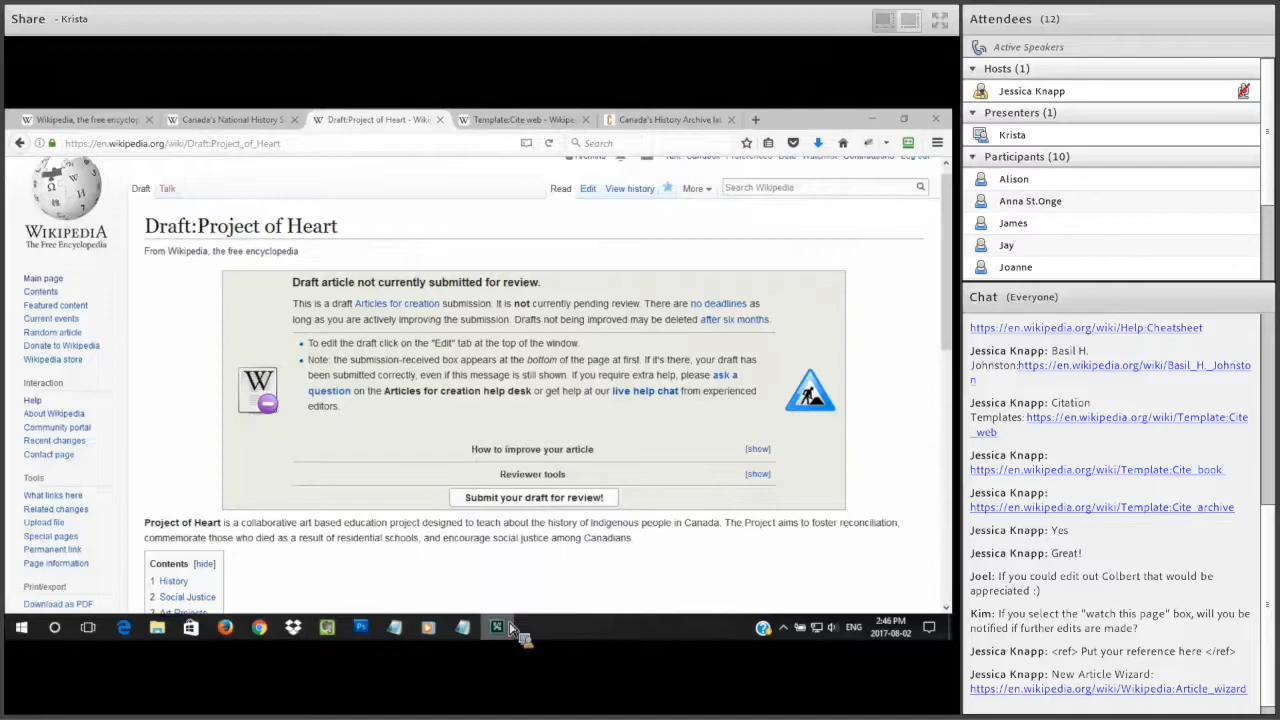 Share - Krista
Wikipedia, the free encyclop
Canada's National History S
Draft:Project of Heart - Wiki
Template:Cite web - Wikipe
Canada's History Archive la
https://en.wikipedia.org/wiki/Draft:Project_of_Heart
Search
Draft Talk
Read Edit View history More
Search Wikipedia
WIKIPEDIA
The Free Encyclopedia
Main page
Contents
Featured content
Current events
Random article
Donate to Wikipedia
Wikipedia store
Interaction
Help
About Wikipedia
Community portal
Recent changes
Contact page
Tools
What links here
Related changes
Upload file
Special pages
Permanent link
Page information
Print/export
Download as PDF
Draft:Project of Heart
From Wikipedia, the free encyclopedia
Draft article not currently submitted for review.
This is a draft Articles for creation submission. It is not currently pending review. There are no deadlines as
long as you are actively improving the submission. Drafts not being improved may be deleted after six months.
To edit the draft click on the "Edit" tab at the top of the window.
Note: the submission-received box appears at the bottom of the page at first. If it's there, your draft has
been submitted correctly, even if this message is still shown. If you require extra help, please ask a
question on the Articles for creation help desk or get help at our live help chat from experienced
editors.
How to improve your article [show]
Reviewer tools [show]
Submit your draft for review!
Project of Heart is a collaborative art based education project designed to teach about the history of Indigenous people in Canada. The Project aims to foster reconciliation,
commemorate those who died as a result of residential schools, and encourage social justice among Canadians.
Contents [hide]
1 History
2 Social Justice
3 Art Projects
ENG
2:46 PM
2017-08-02
Attendees (12)
Active Speakers
Hosts (1)
Jessica Knapp
Presenters (1)
Krista
Participants (10)
Alison
Anna St.Onge
James
Jay
Joanne
Chat (Everyone)
https://en.wikipedia.org/wiki/Help:Cheatsheet
Jessica Knapp: Basil H.
Johnston:https://en.wikipedia.org/wiki/Basil_H._Johnsto
n
Jessica Knapp: Citation
Templates: https://en.wikipedia.org/wiki/Template:Cite
_web
Jessica Knapp:
https://en.wikipedia.org/wiki/Template:Cite_book
Jessica Knapp:
https://en.wikipedia.org/wiki/Template:Cite_archive
Jessica Knapp: Yes
Jessica Knapp: Great!
Joel: If you could edit out Colbert that would be
appreciated :)
Kim: If you select the "watch this page" box, will you be
notified if further edits are made?
Jessica Knapp: <ref> Put your reference here </ref>
Jessica Knapp: New Article Wizard:
https://en.wikipedia.org/wiki/Wikipedia:Article_wizard